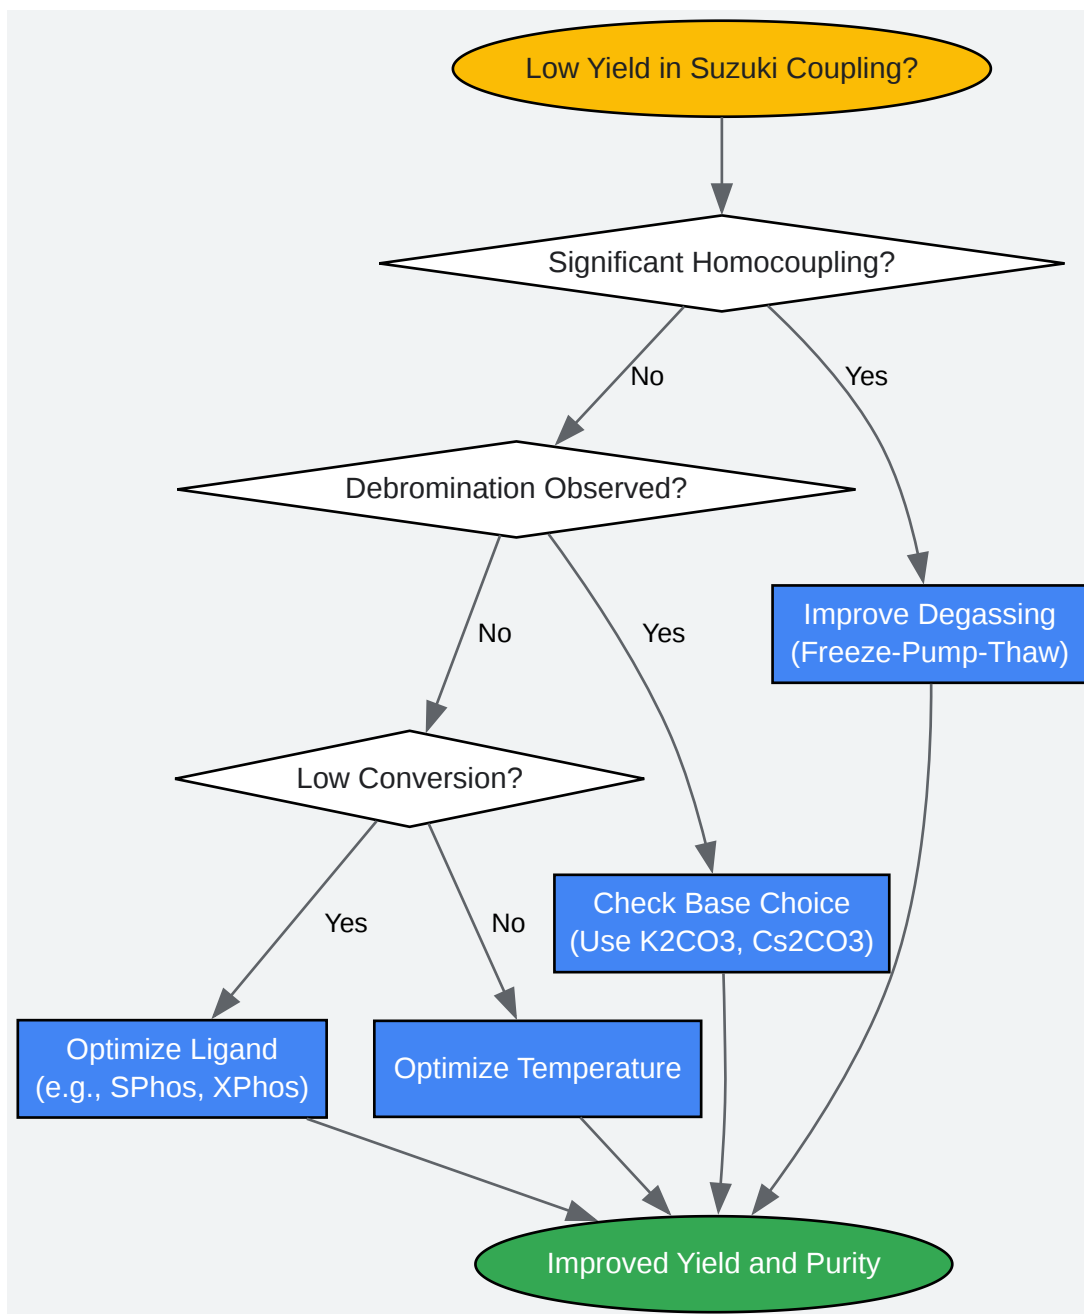 Low Yield in Suzuki Coupling?
Significant Homocoupling?
No
Yes
Debromination Observed?
Improve Degassing
(Freeze-Pump-Thaw)
No
Yes
Low Conversion?
Check Base Choice
(Use K2CO3, Cs2CO3)
Yes
No
Optimize Ligand
(e.g., SPhos, XPhos)
Optimize Temperature
Improved Yield and Purity